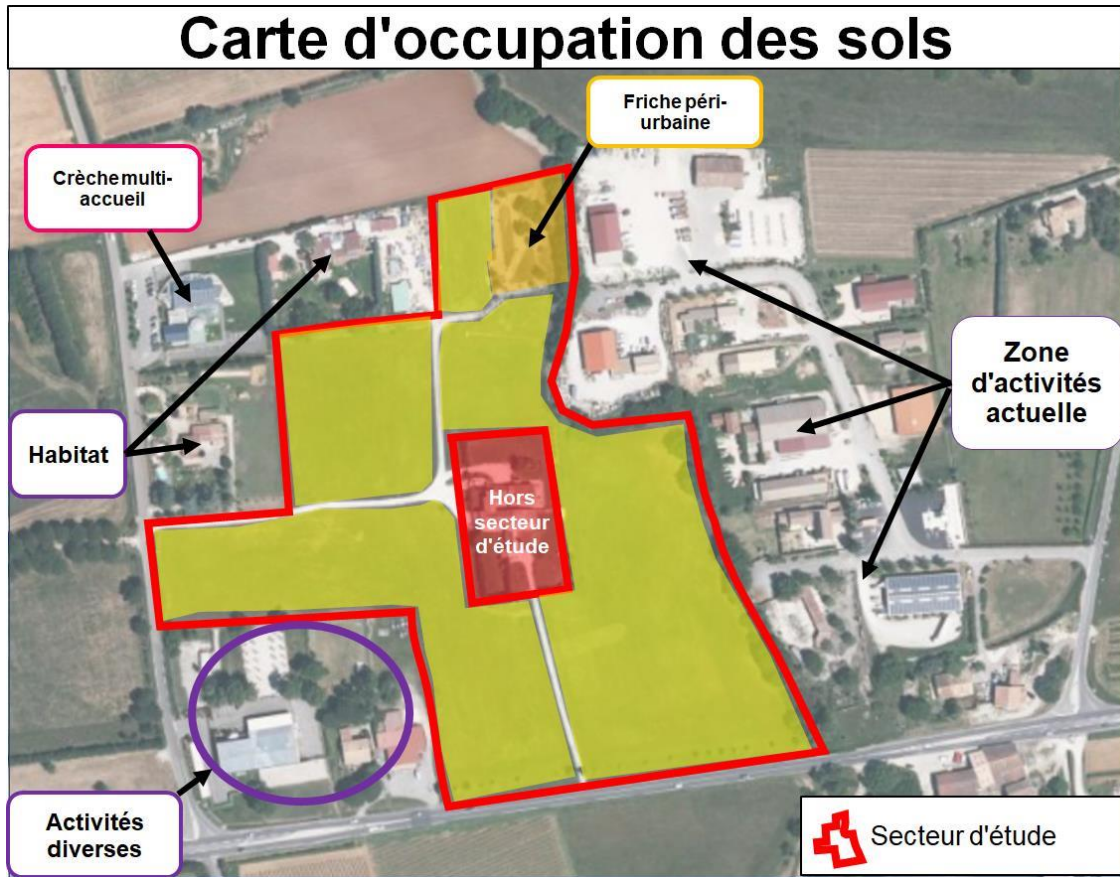 Carte d'occupation des sols
Friche péri-
urbaine
Crèche multi-
accueil
Zone
d'activités
actuelle
Habitat
Hors
secteur
d'étude
Activités
diverses
Secteur d'étude